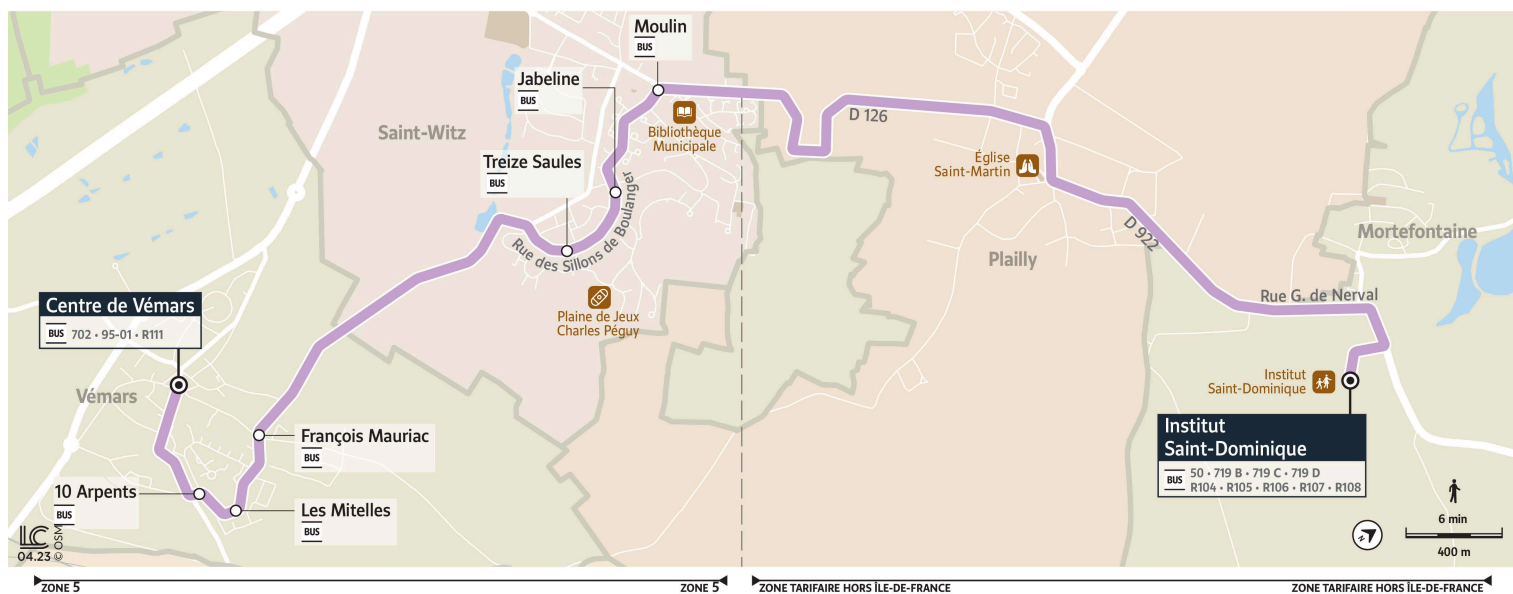 Moulin
BUS
Jabeline
BUS
Saint-Witz
Bibliothèque
Municipale
D 126
Treize Saules
BUS
Église
Saint-Martin
Rue des Sillons de Boulanger
D 922
Mortefontaine
Plailly
Centre de Vémars
BUS 702 • 95-01 • R111
Plaine de Jeux
Charles Péguy
Rue G. de Nerval
Vémars
Institut
Saint-Dominique
François Mauriac
BUS
Institut
Saint-Dominique
BUS 50 • 719 B • 719 C • 719 D
R104 • R105 • R106 • R107 • R108
10 Arpents
BUS
Les Mitelles
BUS
LC
04.23
© OSM
N
6 min
400 m
ZONE 5
ZONE 5
ZONE TARIFAIRE HORS ÎLE-DE-FRANCE
ZONE TARIFAIRE HORS ÎLE-DE-FRANCE